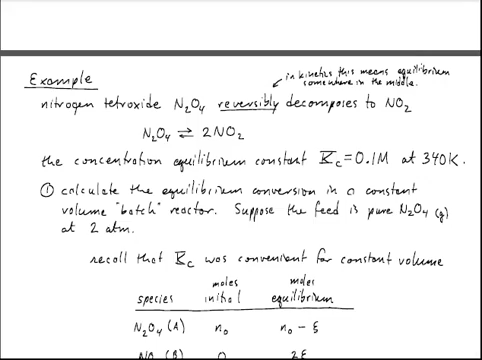 in kinetics this means equilibrium
somewhere in the middle.
Example
nitrogen tetroxide N₂O₄ reversibly decomposes to NO₂
N₂O₄ ⇌ 2NO₂
the concentration equilibrium constant K_c = 0.1M at 340K.
① calculate the equilibrium conversion in a constant
volume "batch" reactor. Suppose the feed is pure N₂O₄(g)
at 2 atm.
recall that K_c was convenient for constant volume
species moles initial moles equilibrium
N₂O₄ (A) n₀ n₀ - ξ
NO₂ (B) 0 2ξ